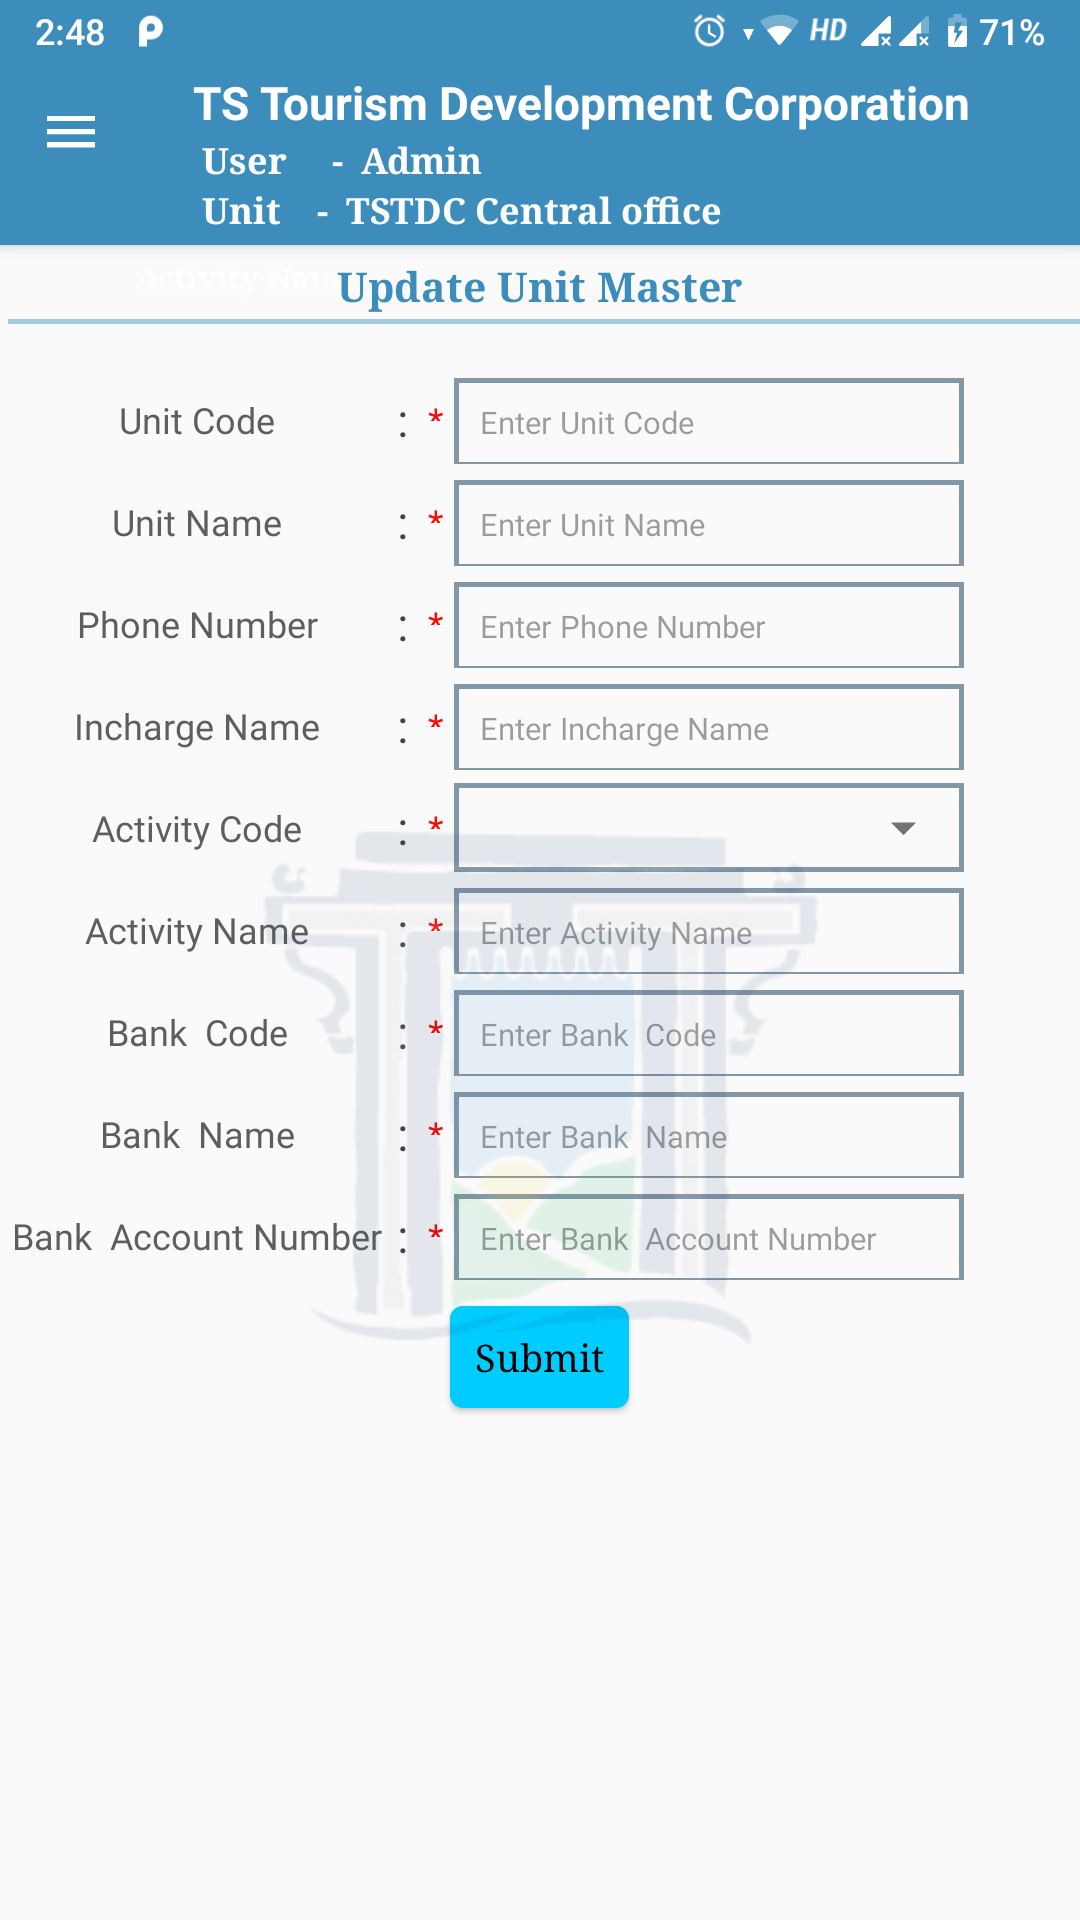 2:48 HD 71%
TS Tourism Development Corporation
User - Admin
Unit - TSTDC Central office
Activity Nam
Update Unit Master
Unit Code : * Enter Unit Code
Unit Name : * Enter Unit Name
Phone Number : * Enter Phone Number
Incharge Name : * Enter Incharge Name
Activity Code : *
Activity Name : * Enter Activity Name
Bank Code : * Enter Bank Code
Bank Name : * Enter Bank Name
Bank Account Number : * Enter Bank Account Number
Submit